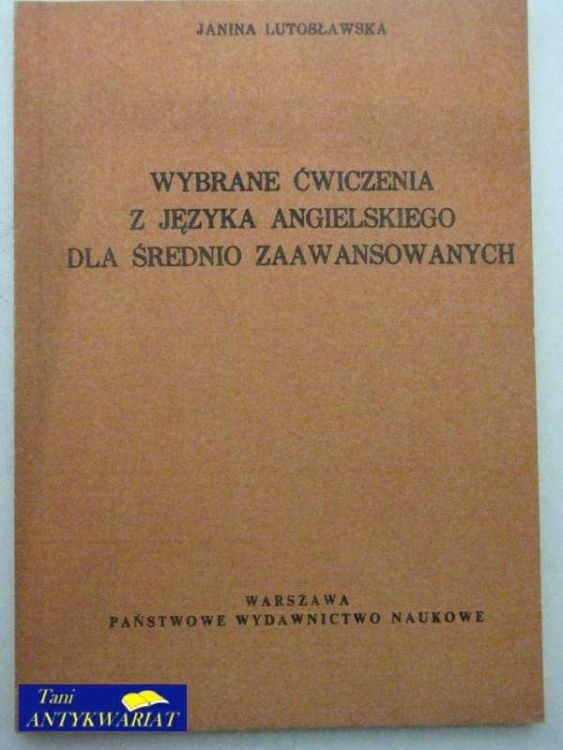 JANINA LUTOSŁAWSKA
WYBRANE ĆWICZENIA
Z JĘZYKA ANGIELSKIEGO
DLA ŚREDNIO ZAAWANSOWANYCH
WARSZAWA
PAŃSTWOWE WYDAWNICTWO NAUKOWE
Tani
ANTYKWARIAT